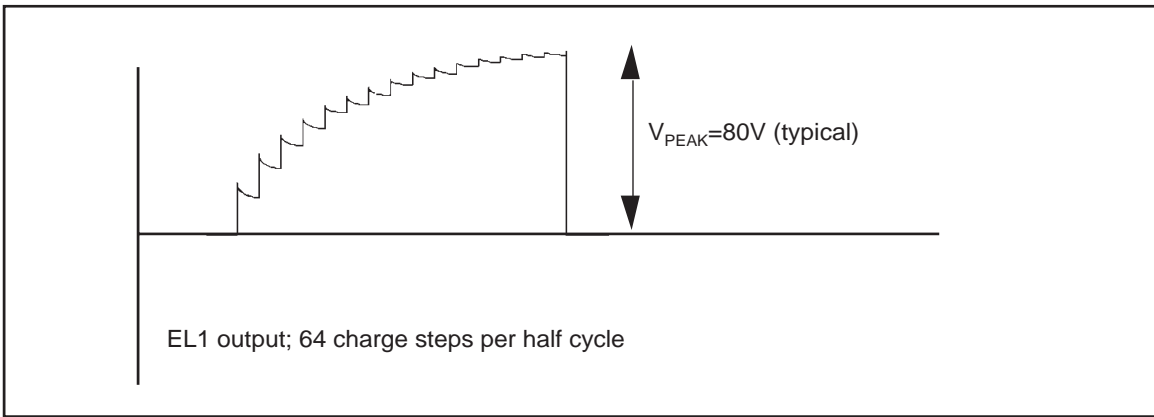 V_PEAK=80V (typical)
EL1 output; 64 charge steps per half cycle